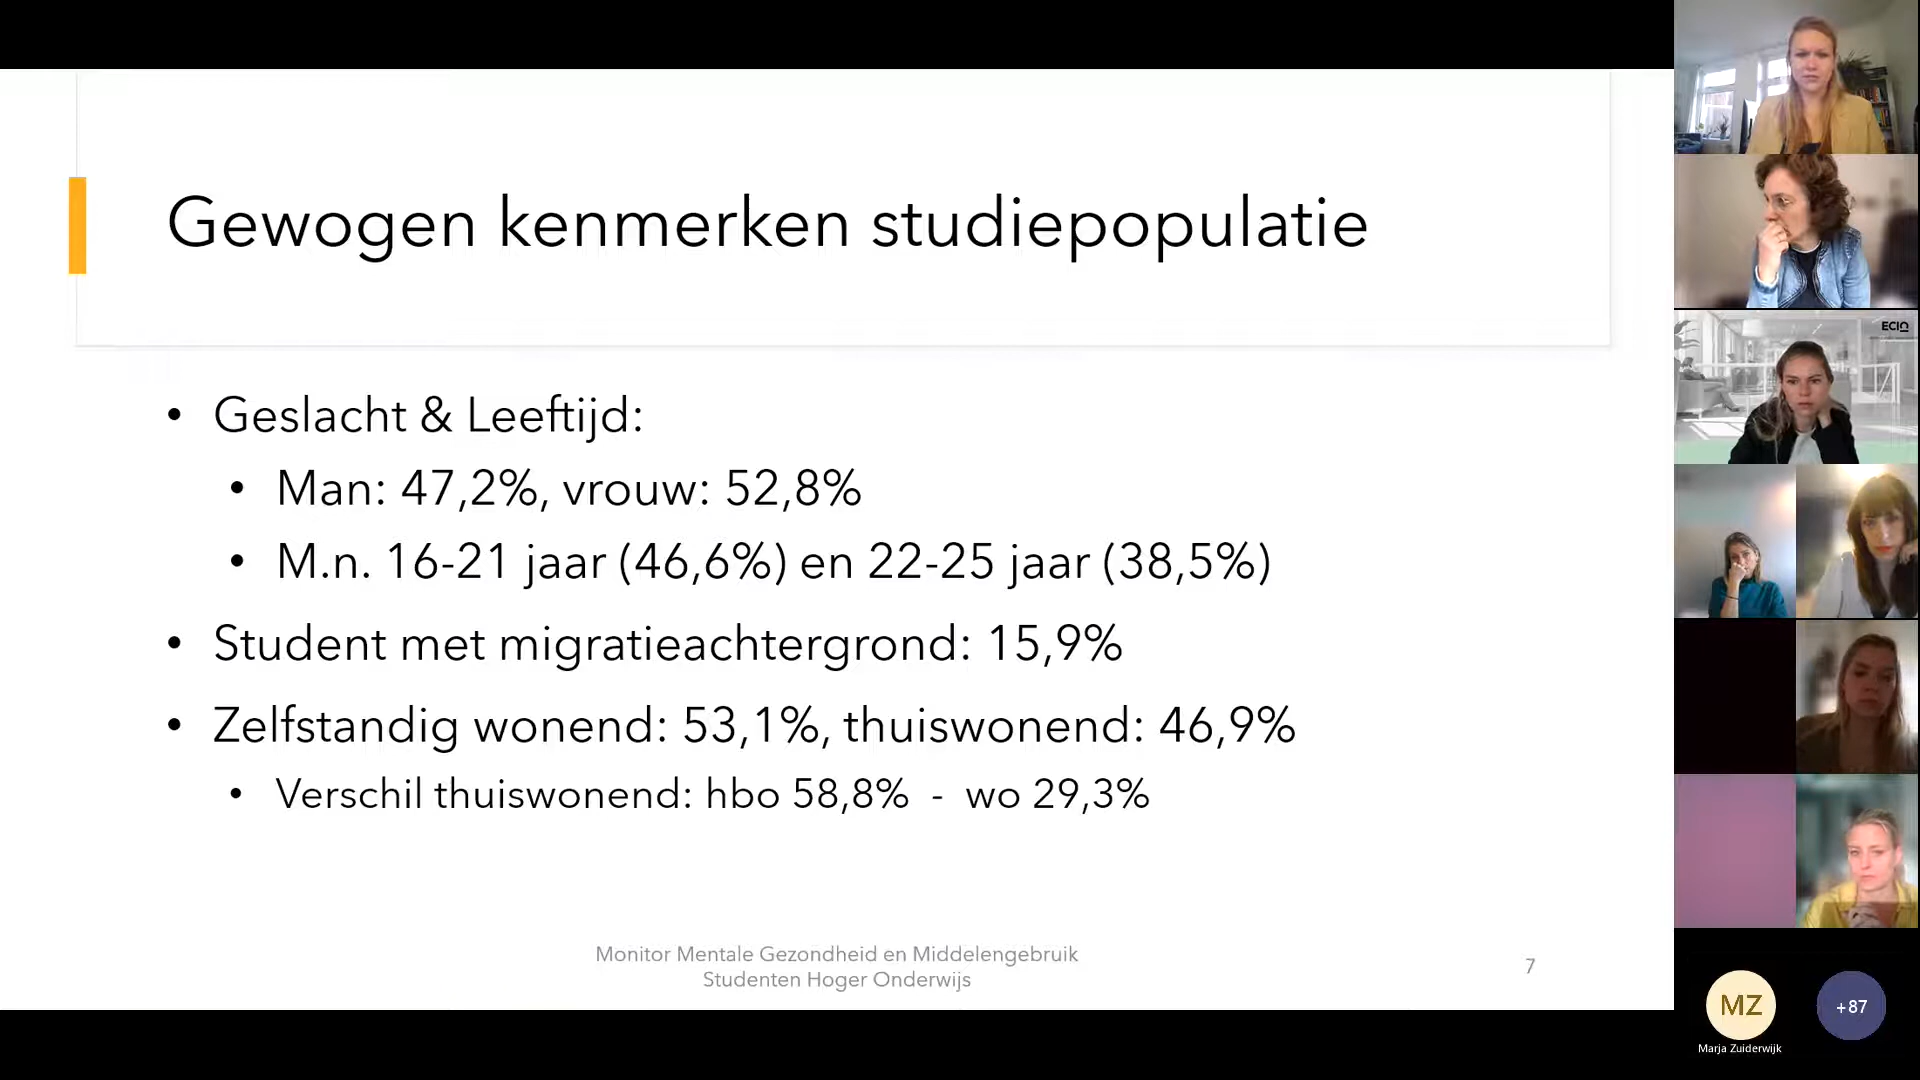 Gewogen kenmerken studiepopulatie
• Geslacht & Leeftijd:
• Man: 47,2%, vrouw: 52,8%
• M.n. 16-21 jaar (46,6%) en 22-25 jaar (38,5%)
• Student met migratieachtergrond: 15,9%
• Zelfstandig wonend: 53,1%, thuiswonend: 46,9%
• Verschil thuiswonend: hbo 58,8% - wo 29,3%
Monitor Mentale Gezondheid en Middelengebruik
Studenten Hoger Onderwijs
7
ECIO
MZ
+87
Marja Zuiderwijk